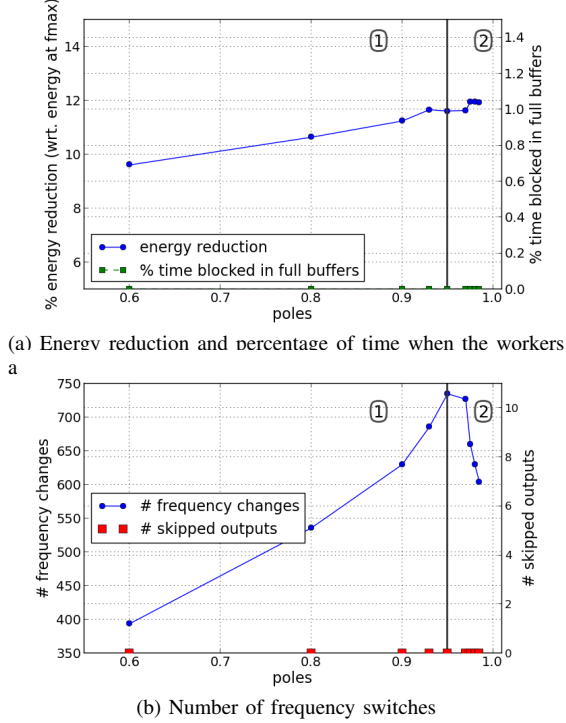 14
12
10
8
6
% energy reduction (wrt. energy at fmax)
1
2
1.4
1.2
1.0
0.8
0.6
0.4
0.2
0.0
% time blocked in full buffers
energy reduction
% time blocked in full buffers
0.6 0.7 0.8 0.9 1.0
poles
(a) Energy reduction and percentage of time when the workers
a
750
700
650
600
550
500
450
400
350
# frequency changes
1
2
10
8
6
4
2
0
# skipped outputs
# frequency changes
# skipped outputs
0.6 0.7 0.8 0.9 1.0
poles
(b) Number of frequency switches